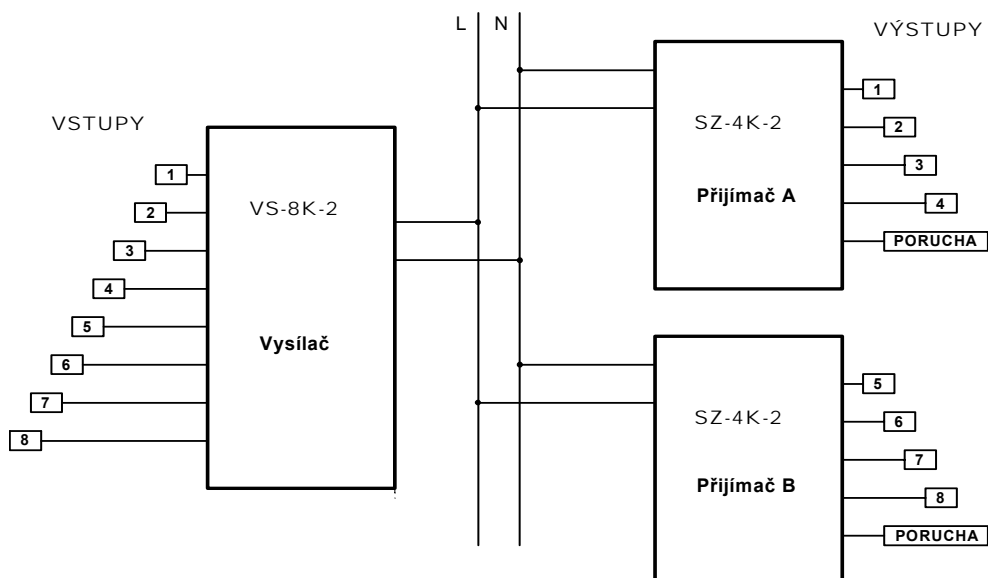 L N
VÝSTUPY
VSTUPY
1
2
3
4
5
6
7
8
VS-8K-2
Vysílač
SZ-4K-2
Přijímač A
1
2
3
4
PORUCHA
SZ-4K-2
Přijímač B
5
6
7
8
PORUCHA